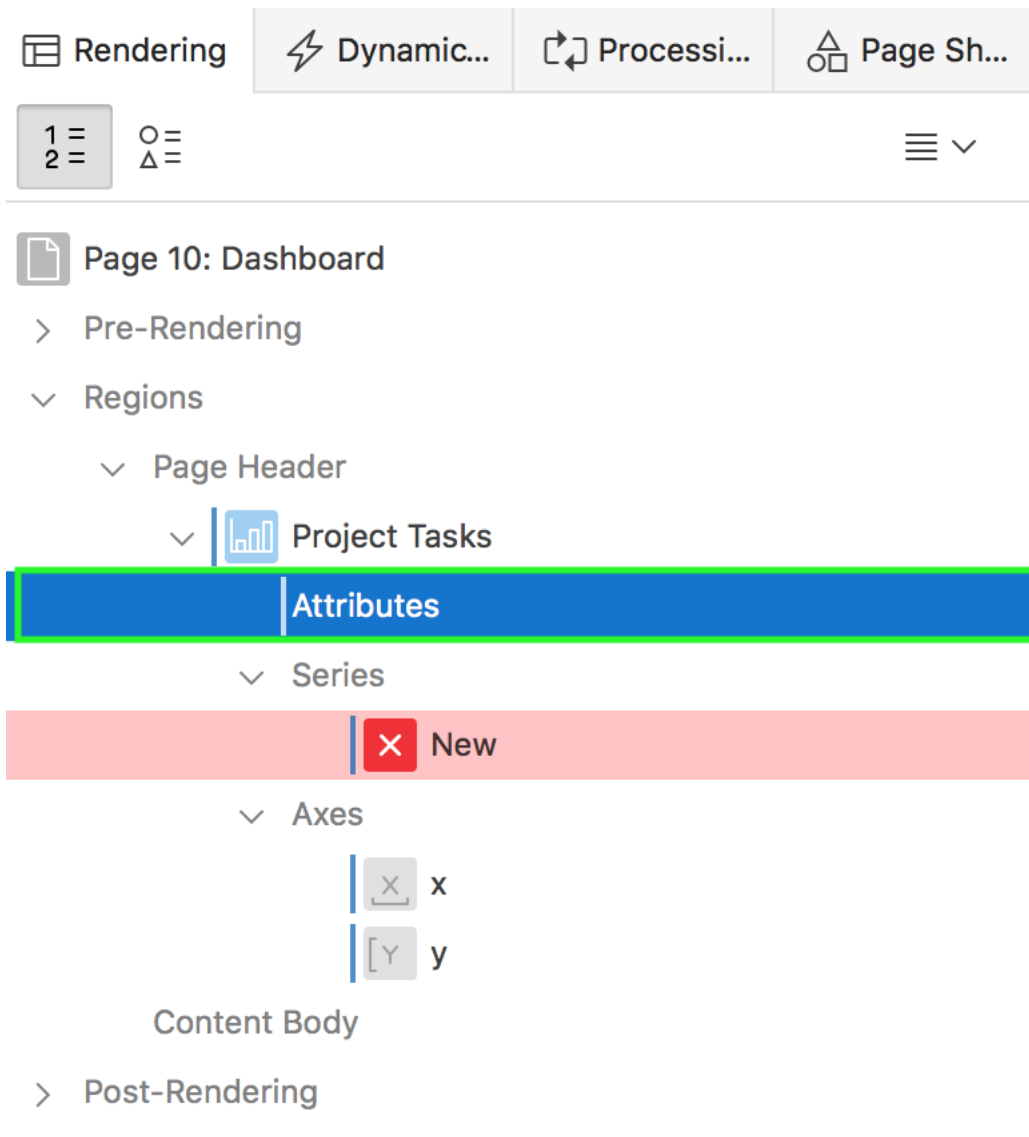 Rendering Dynamic... Processi... Page Sh...
1 = 2 =
Page 10: Dashboard
Pre-Rendering
Regions
Page Header
Project Tasks
Attributes
Series
New
Axes
X x
Y y
Content Body
Post-Rendering